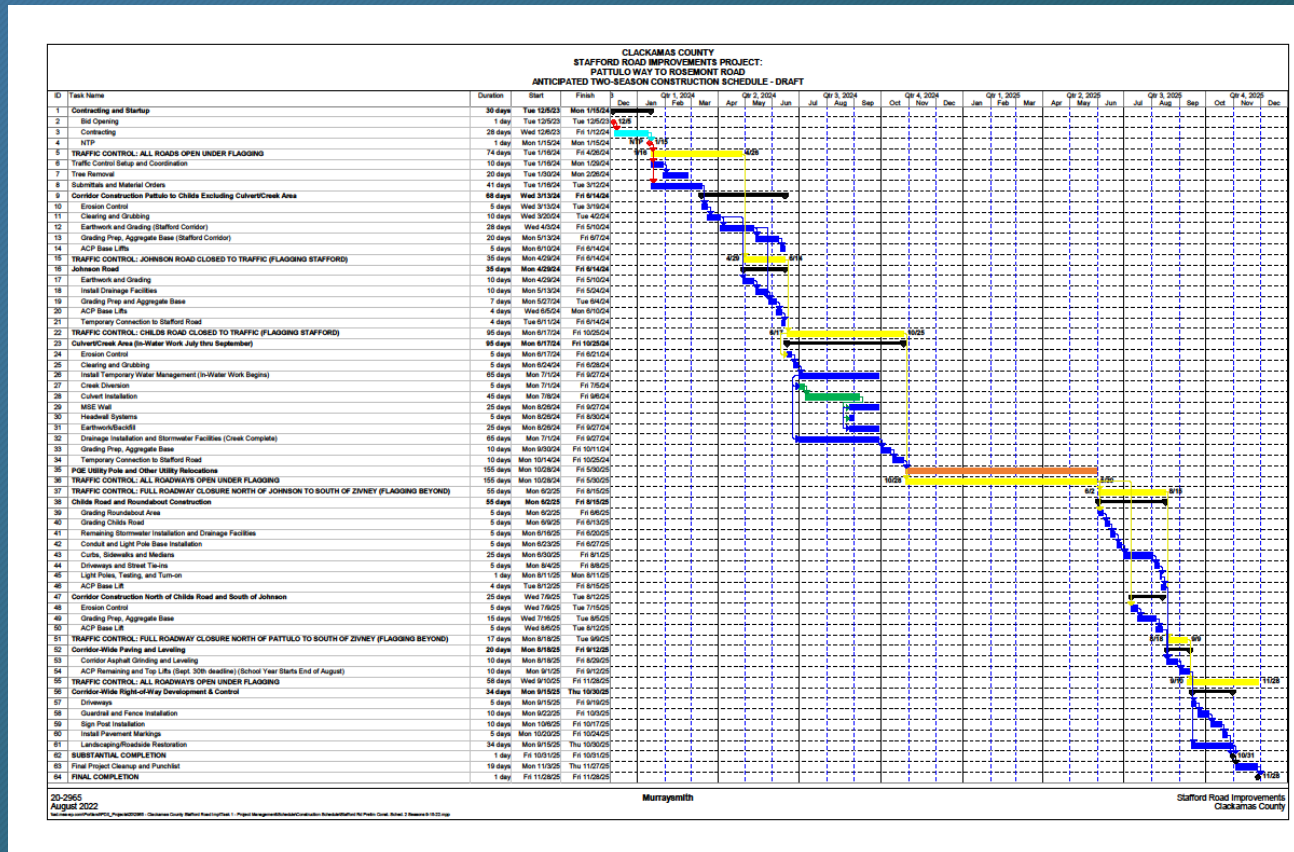 CLACKAMAS COUNTY
STAFFORD ROAD IMPROVEMENTS PROJECT:
PATTULO WAY TO ROSEMONT ROAD
ANTICIPATED TWO-SEASON CONSTRUCTION SCHEDULE - DRAFT
ID Task Name Duration Start Finish 3 Qtr 1, 2024 Qtr 2, 2024 Qtr 3, 2024 Qtr 4, 2024 Qtr 1, 2025 Qtr 2, 2025 Qtr 3, 2025 Qtr 4, 2025
Dec Jan Feb Mar Apr May Jun Jul Aug Sep Oct Nov Dec Jan Feb Mar Apr May Jun Jul Aug Sep Oct Nov Dec
1 Contracting and Startup 30 days Tue 12/5/23 Mon 1/15/24
2 Bid Opening 1 day Tue 12/5/23 Tue 12/5/23 12/5
3 Contracting 28 days Wed 12/6/23 Fri 1/12/24
4 NTP 1 day Mon 1/15/24 Mon 1/15/24 NTP 1/15
5 TRAFFIC CONTROL: ALL ROADS OPEN UNDER FLAGGING 74 days Tue 1/16/24 Fri 4/26/24 4/26
6 Traffic Control Setup and Coordination 10 days Tue 1/16/24 Mon 1/29/24
7 Tree Removal 20 days Tue 1/30/24 Mon 2/26/24
8 Submittals and Material Orders 41 days Tue 1/16/24 Tue 3/12/24
9 Corridor Construction Pattulo to Childs Excluding Culvert/Creek Area 68 days Wed 3/13/24 Fri 6/14/24
10 Erosion Control 5 days Wed 3/13/24 Tue 3/19/24
11 Clearing and Grubbing 10 days Wed 3/20/24 Tue 4/2/24
12 Earthwork and Grading (Stafford Corridor) 28 days Wed 4/3/24 Fri 5/10/24
13 Grading Prep, Aggregate Base (Stafford Corridor) 20 days Mon 5/13/24 Fri 6/7/24
14 ACP Base Lifts 5 days Mon 6/10/24 Fri 6/14/24
15 TRAFFIC CONTROL: JOHNSON ROAD CLOSED TO TRAFFIC (FLAGGING STAFFORD) 35 days Mon 4/29/24 Fri 6/14/24 4/29 6/14
16 Johnson Road 35 days Mon 4/29/24 Fri 6/14/24
17 Earthwork and Grading 10 days Mon 4/29/24 Fri 5/10/24
18 Install Drainage Facilities 10 days Mon 5/13/24 Fri 5/24/24
19 Grading Prep and Aggregate Base 7 days Mon 5/27/24 Tue 6/4/24
20 ACP Base Lifts 4 days Wed 6/5/24 Mon 6/10/24
21 Temporary Connection to Stafford Road 4 days Tue 6/11/24 Fri 6/14/24
22 TRAFFIC CONTROL: CHILDS ROAD CLOSED TO TRAFFIC (FLAGGING STAFFORD) 95 days Mon 6/17/24 Fri 10/25/24 6/17 10/25
23 Culvert/Creek Area (In-Water Work July thru September) 95 days Mon 6/17/24 Fri 10/25/24
24 Erosion Control 5 days Mon 6/17/24 Fri 6/21/24
25 Clearing and Grubbing 5 days Mon 6/24/24 Fri 6/28/24
26 Install Temporary Water Management (In-Water Work Begins) 65 days Mon 7/1/24 Fri 9/27/24
27 Creek Diversion 5 days Mon 7/1/24 Fri 7/5/24
28 Culvert Installation 45 days Mon 7/8/24 Fri 9/6/24
29 MSE Wall 25 days Mon 8/26/24 Fri 9/27/24
30 Headwall Systems 5 days Mon 8/26/24 Fri 8/30/24
31 Earthwork/Backfill 25 days Mon 8/26/24 Fri 9/27/24
32 Drainage Installation and Stormwater Facilities (Creek Complete) 65 days Mon 7/1/24 Fri 9/27/24
33 Grading Prep, Aggregate Base 10 days Mon 9/30/24 Fri 10/11/24
34 Temporary Connection to Stafford Road 10 days Mon 10/14/24 Fri 10/25/24
35 PGE Utility Pole and Other Utility Relocations 155 days Mon 10/28/24 Fri 5/30/25
36 TRAFFIC CONTROL: ALL ROADWAYS OPEN UNDER FLAGGING 155 days Mon 10/28/24 Fri 5/30/25 10/28 5/30
37 TRAFFIC CONTROL: FULL ROADWAY CLOSURE NORTH OF JOHNSON TO SOUTH OF ZIVNEY (FLAGGING BEYOND) 55 days Mon 6/2/25 Fri 8/15/25 6/2 8/15
38 Childs Road and Roundabout Construction 55 days Mon 6/2/25 Fri 8/15/25
39 Grading Roundabout Area 5 days Mon 6/2/25 Fri 6/6/25
40 Grading Childs Road 5 days Mon 6/9/25 Fri 6/13/25
41 Remaining Stormwater Installation and Drainage Facilities 5 days Mon 6/16/25 Fri 6/20/25
42 Conduit and Light Pole Base Installation 5 days Mon 6/23/25 Fri 6/27/25
43 Curbs, Sidewalks and Medians 25 days Mon 6/30/25 Fri 8/1/25
44 Driveways and Street Tie-ins 5 days Mon 8/4/25 Fri 8/8/25
45 Light Poles, Testing, and Turn-on 1 day Mon 8/11/25 Mon 8/11/25
46 ACP Base Lift 4 days Tue 8/12/25 Fri 8/15/25
47 Corridor Construction North of Childs Road and South of Johnson 25 days Wed 7/9/25 Tue 8/12/25
48 Erosion Control 5 days Wed 7/9/25 Tue 7/15/25
49 Grading Prep, Aggregate Base 15 days Wed 7/16/25 Tue 8/5/25
50 ACP Base Lift 5 days Wed 8/6/25 Tue 8/12/25
51 TRAFFIC CONTROL: FULL ROADWAY CLOSURE NORTH OF PATTULO TO SOUTH OF ZIVNEY (FLAGGING BEYOND) 17 days Mon 8/18/25 Tue 9/9/25 8/18 9/9
52 Corridor-Wide Paving and Leveling 20 days Mon 8/18/25 Fri 9/12/25
53 Corridor Asphalt Grinding and Leveling 10 days Mon 8/18/25 Fri 8/29/25
54 ACP Remaining and Top Lifts (Sept. 30th deadline) (School Year Starts End of August) 10 days Mon 9/1/25 Fri 9/12/25
55 TRAFFIC CONTROL: ALL ROADWAYS OPEN UNDER FLAGGING 58 days Wed 9/10/25 Fri 11/28/25 9/10 11/28
56 Corridor-Wide Right-of-Way Development & Control 34 days Mon 9/15/25 Thu 10/30/25
57 Driveways 5 days Mon 9/15/25 Fri 9/19/25
58 Guardrail and Fence Installation 10 days Mon 9/22/25 Fri 10/3/25
59 Sign Post Installation 10 days Mon 10/6/25 Fri 10/17/25
60 Install Pavement Markings 5 days Mon 10/20/25 Fri 10/24/25
61 Landscaping/Roadside Restoration 34 days Mon 9/15/25 Thu 10/30/25
62 SUBSTANTIAL COMPLETION 1 day Fri 10/31/25 Fri 10/31/25 10/31
63 Final Project Cleanup and Punchlist 19 days Mon 11/3/25 Thu 11/27/25
64 FINAL COMPLETION 1 day Fri 11/28/25 Fri 11/28/25 11/28
20-2965 Murraysmith Stafford Road Improvements
August 2022 Clackamas County